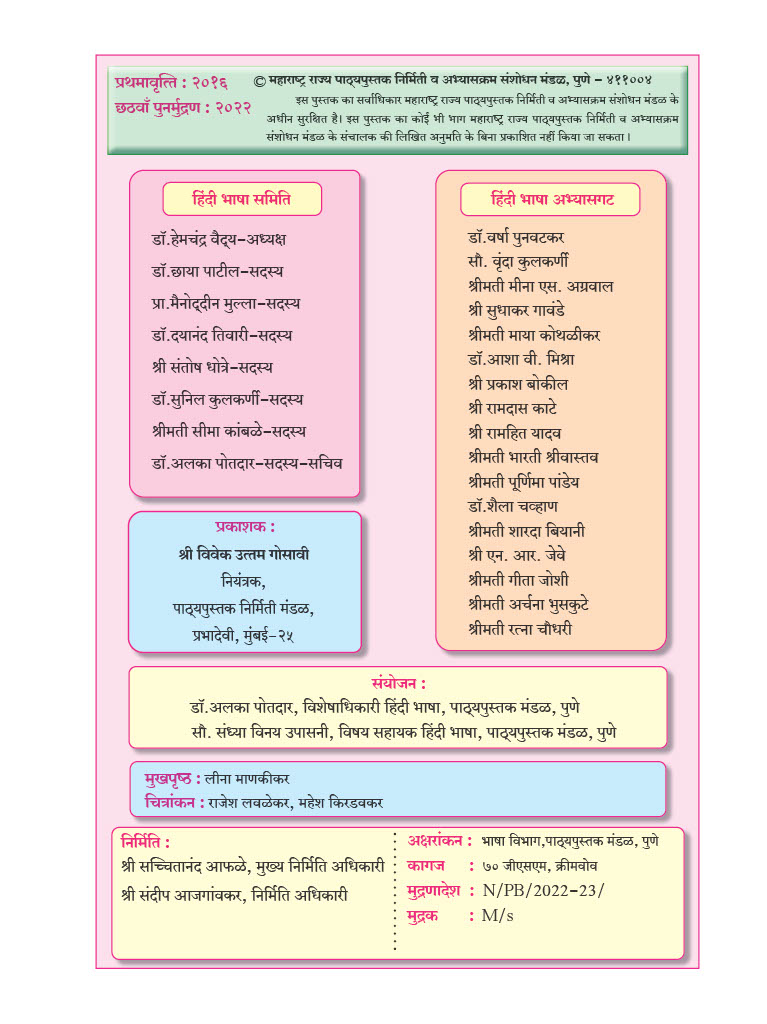 प्रथमावृत्ति : २०१६
छठवाँ पुनर्मुद्रण : २०२२
© महाराष्ट्र राज्य पाठ्यपुस्तक निर्मिती व अभ्यासक्रम संशोधन मंडळ, पुणे – ४११००४
इस पुस्तक का सर्वाधिकार महाराष्ट्र राज्य पाठ्यपुस्तक निर्मिती व अभ्यासक्रम संशोधन मंडळ के
अधीन सुरक्षित है। इस पुस्तक का कोई भी भाग महाराष्ट्र राज्य पाठ्यपुस्तक निर्मिती व अभ्यासक्रम
संशोधन मंडळ के संचालक की लिखित अनुमति के बिना प्रकाशित नहीं किया जा सकता ।
हिंदी भाषा समिति
डॉ.हेमचंद्र वैद्य–अध्यक्ष
डॉ.छाया पाटील–सदस्य
प्रा.मैनोद्दीन मुल्ला–सदस्य
डॉ.दयानंद तिवारी–सदस्य
श्री संतोष धोत्रे–सदस्य
डॉ.सुनिल कुलकर्णी–सदस्य
श्रीमती सीमा कांबळे–सदस्य
डॉ.अलका पोतदार–सदस्य–सचिव
प्रकाशक :
श्री विवेक उत्तम गोसावी
नियंत्रक,
पाठ्यपुस्तक निर्मिती मंडळ,
प्रभादेवी, मुंबई–२५
हिंदी भाषा अभ्यासगट
डॉ.वर्षा पुनवटकर
सौ. वृंदा कुलकर्णी
श्रीमती मीना एस. अग्रवाल
श्री सुधाकर गावंडे
श्रीमती माया कोथळीकर
डॉ.आशा वी. मिश्रा
श्री प्रकाश बोकील
श्री रामदास काटे
श्री रामहित यादव
श्रीमती भारती श्रीवास्तव
श्रीमती पूर्णिमा पांडेय
डॉ.शैला चव्हाण
श्रीमती शारदा बियानी
श्री एन. आर. जेवे
श्रीमती गीता जोशी
श्रीमती अर्चना भुसकुटे
श्रीमती रत्ना चौधरी
संयोजन :
डॉ.अलका पोतदार, विशेषाधिकारी हिंदी भाषा, पाठ्यपुस्तक मंडळ, पुणे
सौ. संध्या विनय उपासनी, विषय सहायक हिंदी भाषा, पाठ्यपुस्तक मंडळ, पुणे
मुखपृष्ठ : लीना माणकीकर
चित्रांकन : राजेश लवळेकर, महेश किरडवकर
निर्मिति :
श्री सच्चितानंद आफळे, मुख्य निर्मिति अधिकारी
श्री संदीप आजगांवकर, निर्मिति अधिकारी
अक्षरांकन : भाषा विभाग,पाठ्यपुस्तक मंडळ, पुणे
कागज : ७० जीएसएम, क्रीमवोव
मुद्रणादेश : N/PB/2022–23/
मुद्रक : M/s